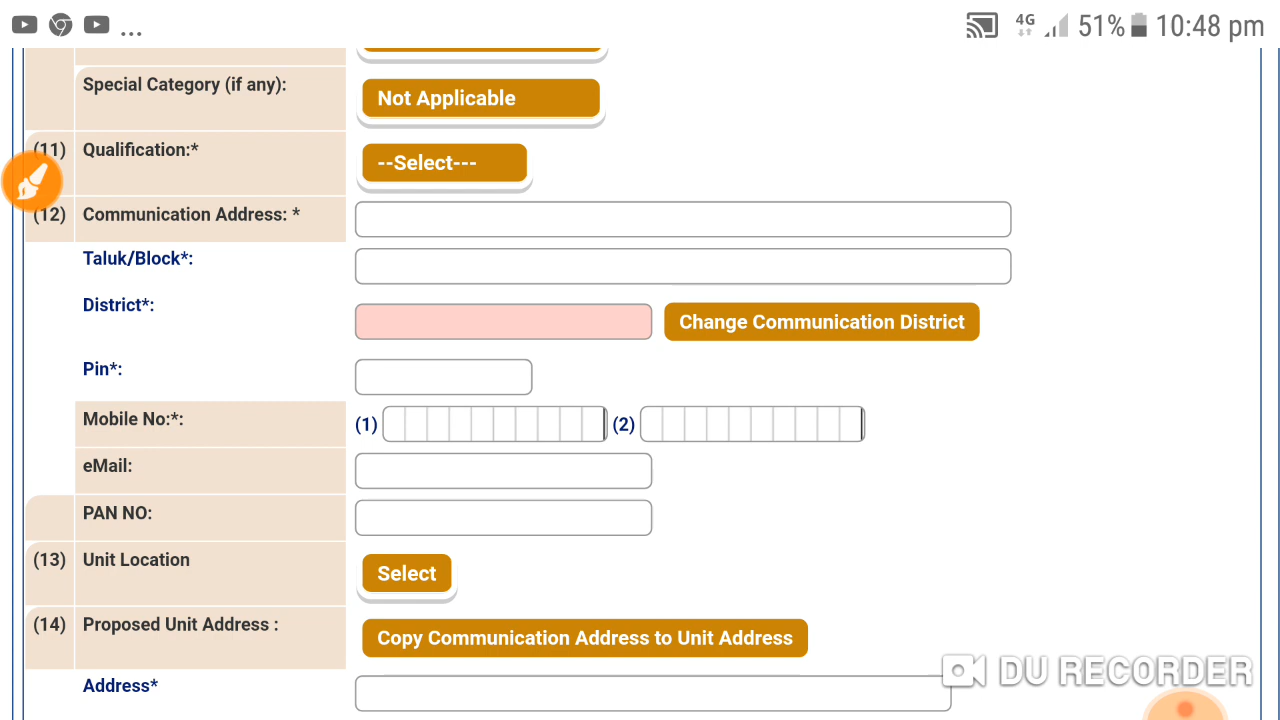 ... 4G 51% 10:48 pm
Special Category (if any): Not Applicable
(11) Qualification:* --Select---
(12) Communication Address: *
Taluk/Block*:
District*: Change Communication District
Pin*:
Mobile No:*: (1) (2)
eMail:
PAN NO:
(13) Unit Location Select
(14) Proposed Unit Address : Copy Communication Address to Unit Address
DU RECORDER
Address*